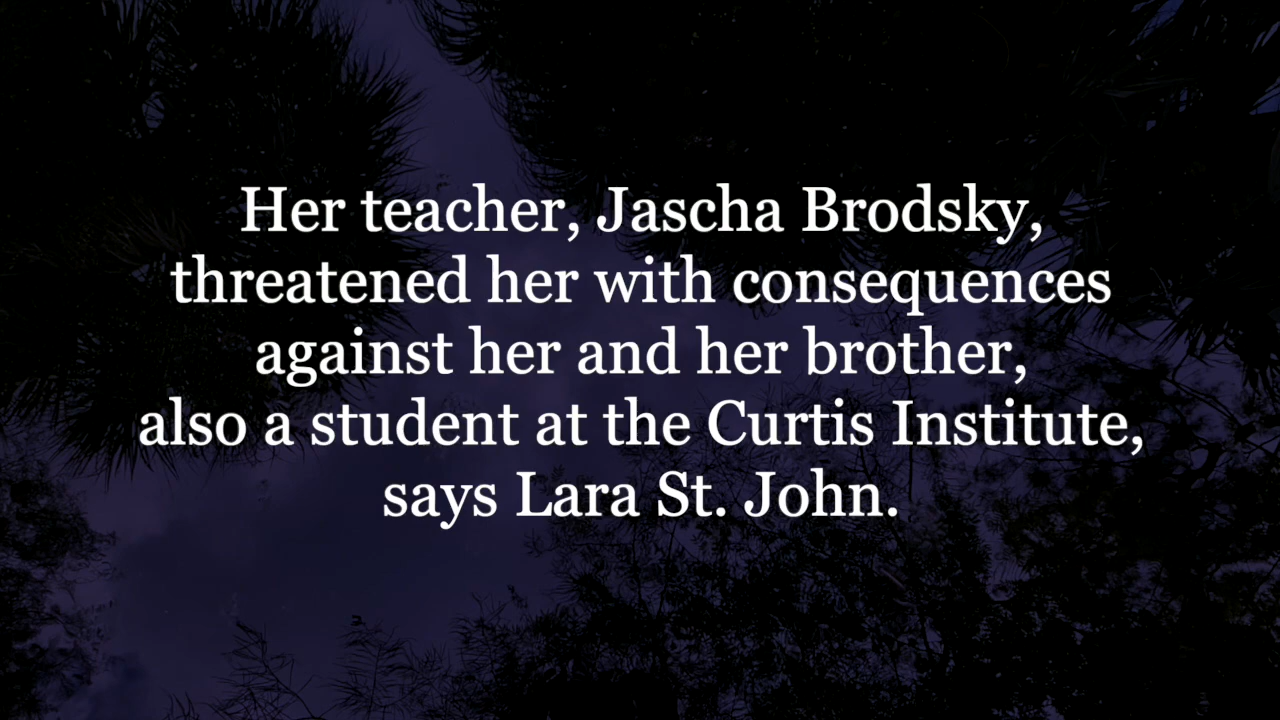 Her teacher, Jascha Brodsky,
threatened her with consequences
against her and her brother,
also a student at the Curtis Institute,
says Lara St. John.